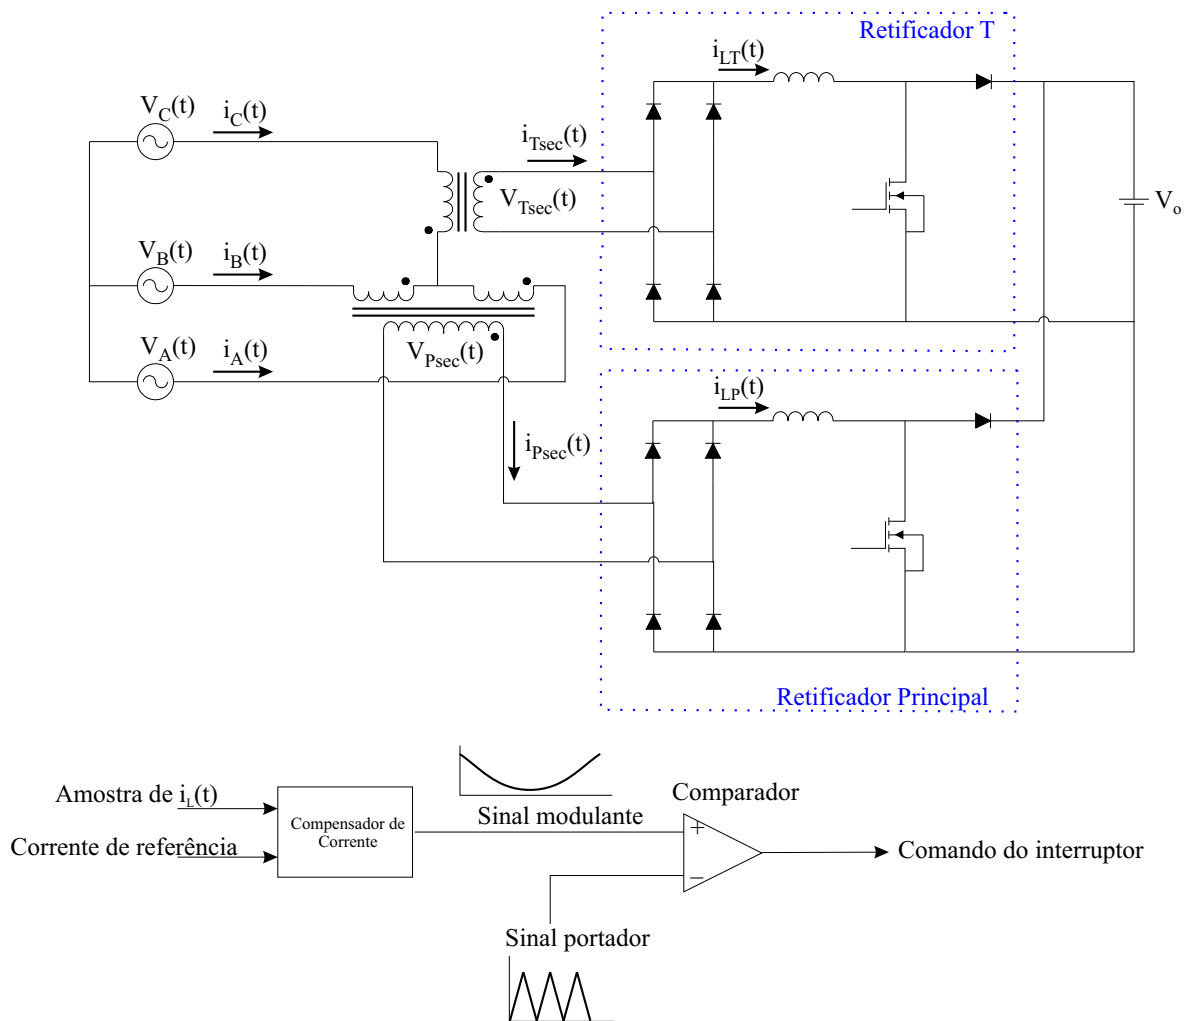 Retificador T
i_LT(t)
V_C(t)
i_C(t)
i_Tsec(t)
V_Tsec(t)
V_o
V_B(t)
i_B(t)
V_A(t)
i_A(t)
V_Psec(t)
i_LP(t)
i_Psec(t)
Retificador Principal
Amostra de i_L(t)
Corrente de referência
Compensador de
Corrente
Sinal modulante
Comparador
+
−
Comando do interruptor
Sinal portador